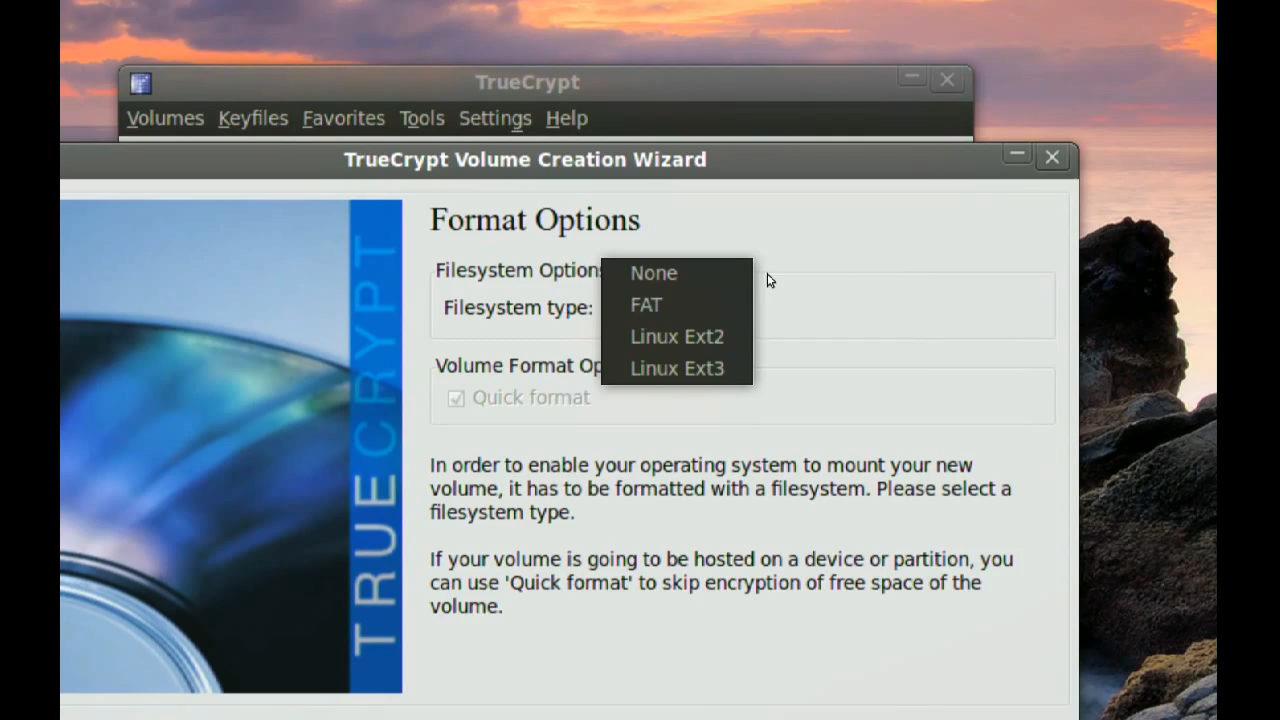 TrueCrypt
Volumes Keyfiles Favorites Tools Settings Help
TrueCrypt Volume Creation Wizard
TRUECRYPT
Format Options
Filesystem Options
Filesystem type:
None
FAT
Linux Ext2
Linux Ext3
Volume Format Op
Quick format
In order to enable your operating system to mount your new
volume, it has to be formatted with a filesystem. Please select a
filesystem type.
If your volume is going to be hosted on a device or partition, you
can use 'Quick format' to skip encryption of free space of the
volume.